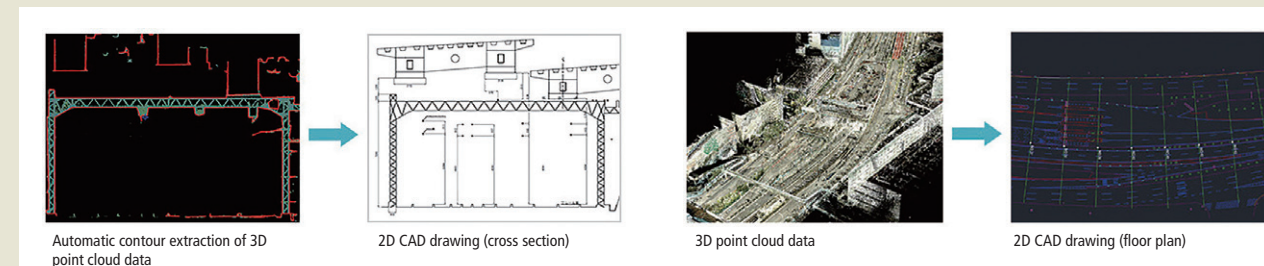 Automatic contour extraction of 3D
point cloud data
2D CAD drawing (cross section)
3D point cloud data
2D CAD drawing (floor plan)